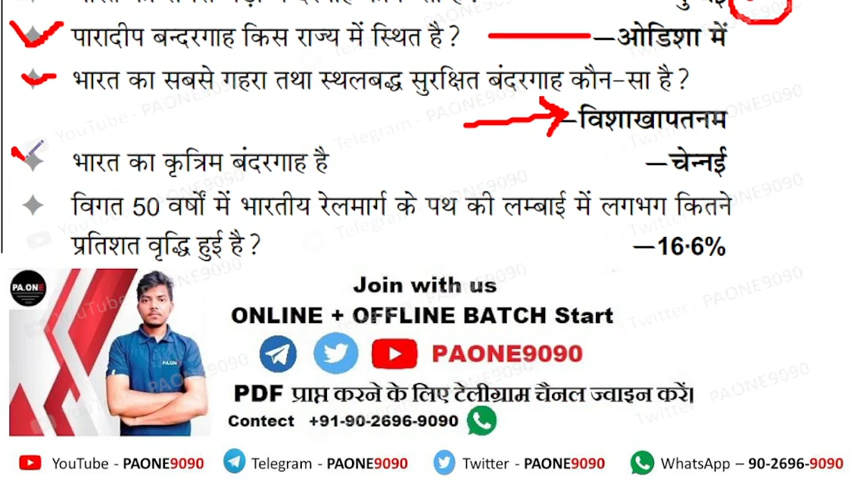 पारादीप बन्दरगाह किस राज्य में स्थित है? —ओडिशा में
भारत का सबसे गहरा तथा स्थलबद्ध सुरक्षित बंदरगाह कौन-सा है?
—विशाखापतनम
भारत का कृत्रिम बंदरगाह है —चेन्नई
विगत 50 वर्षों में भारतीय रेलमार्ग के पथ की लम्बाई में लगभग कितने
प्रतिशत वृद्धि हुई है? —16·6%
PA.ONE
Join with us
ONLINE + OFFLINE BATCH Start
PAONE9090
PDF प्राप्त करने के लिए टेलीग्राम चैनल ज्वाइन करें।
Contect +91-90-2696-9090
YouTube - PAONE9090 Telegram - PAONE9090 Twitter - PAONE9090 WhatsApp – 90-2696-9090